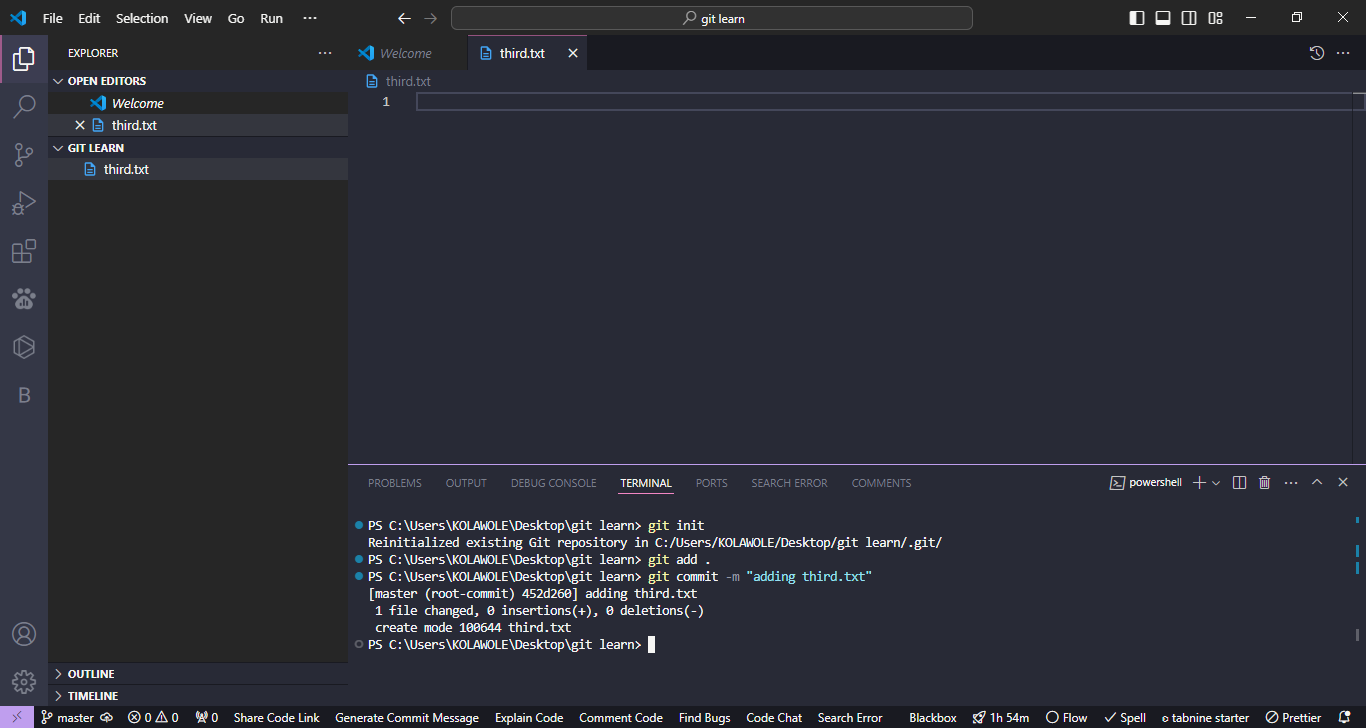 File Edit Selection View Go Run ···
git learn
EXPLORER
OPEN EDITORS
Welcome
third.txt
GIT LEARN
third.txt
OUTLINE
TIMELINE
Welcome
third.txt
third.txt
1
PROBLEMS OUTPUT DEBUG CONSOLE TERMINAL PORTS SEARCH ERROR COMMENTS
powershell
PS C:\Users\KOLAWOLE\Desktop\git learn> git init
Reinitialized existing Git repository in C:/Users/KOLAWOLE/Desktop/git learn/.git/
PS C:\Users\KOLAWOLE\Desktop\git learn> git add .
PS C:\Users\KOLAWOLE\Desktop\git learn> git commit -m "adding third.txt"
[master (root-commit) 452d260] adding third.txt
1 file changed, 0 insertions(+), 0 deletions(-)
create mode 100644 third.txt
PS C:\Users\KOLAWOLE\Desktop\git learn>
B
master 0 0 0 Share Code Link Generate Commit Message Explain Code Comment Code Find Bugs Code Chat Search Error Blackbox 1h 54m Flow Spell tabnine starter Prettier